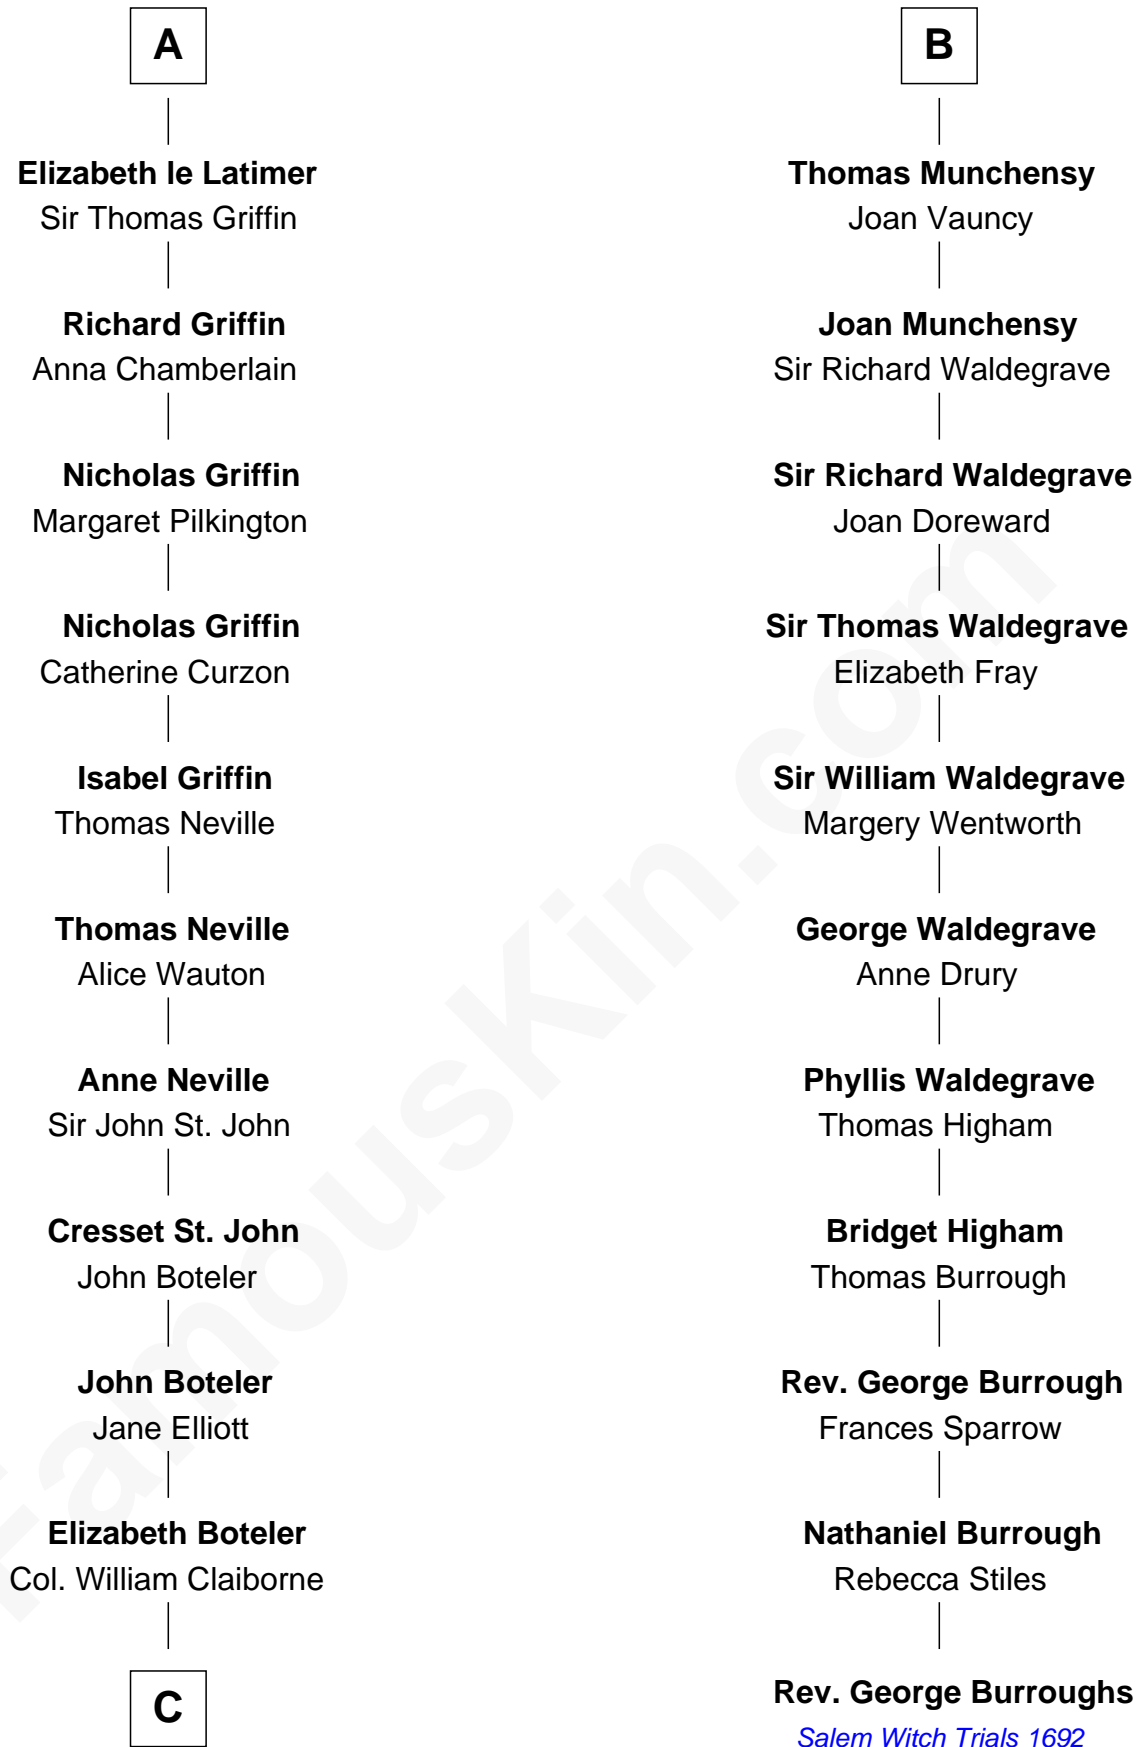 A
Elizabeth le Latimer
Sir Thomas Griffin
Richard Griffin
Anna Chamberlain
Nicholas Griffin
Margaret Pilkington
Nicholas Griffin
Catherine Curzon
Isabel Griffin
Thomas Neville
Thomas Neville
Alice Wauton
Anne Neville
Sir John St. John
Cresset St. John
John Boteler
John Boteler
Jane Elliott
Elizabeth Boteler
Col. William Claiborne
C
B
Thomas Munchensy
Joan Vauncy
Joan Munchensy
Sir Richard Waldegrave
Sir Richard Waldegrave
Joan Doreward
Sir Thomas Waldegrave
Elizabeth Fray
Sir William Waldegrave
Margery Wentworth
George Waldegrave
Anne Drury
Phyllis Waldegrave
Thomas Higham
Bridget Higham
Thomas Burrough
Rev. George Burrough
Frances Sparrow
Nathaniel Burrough
Rebecca Stiles
Rev. George Burroughs
Salem Witch Trials 1692
FamousKin.com